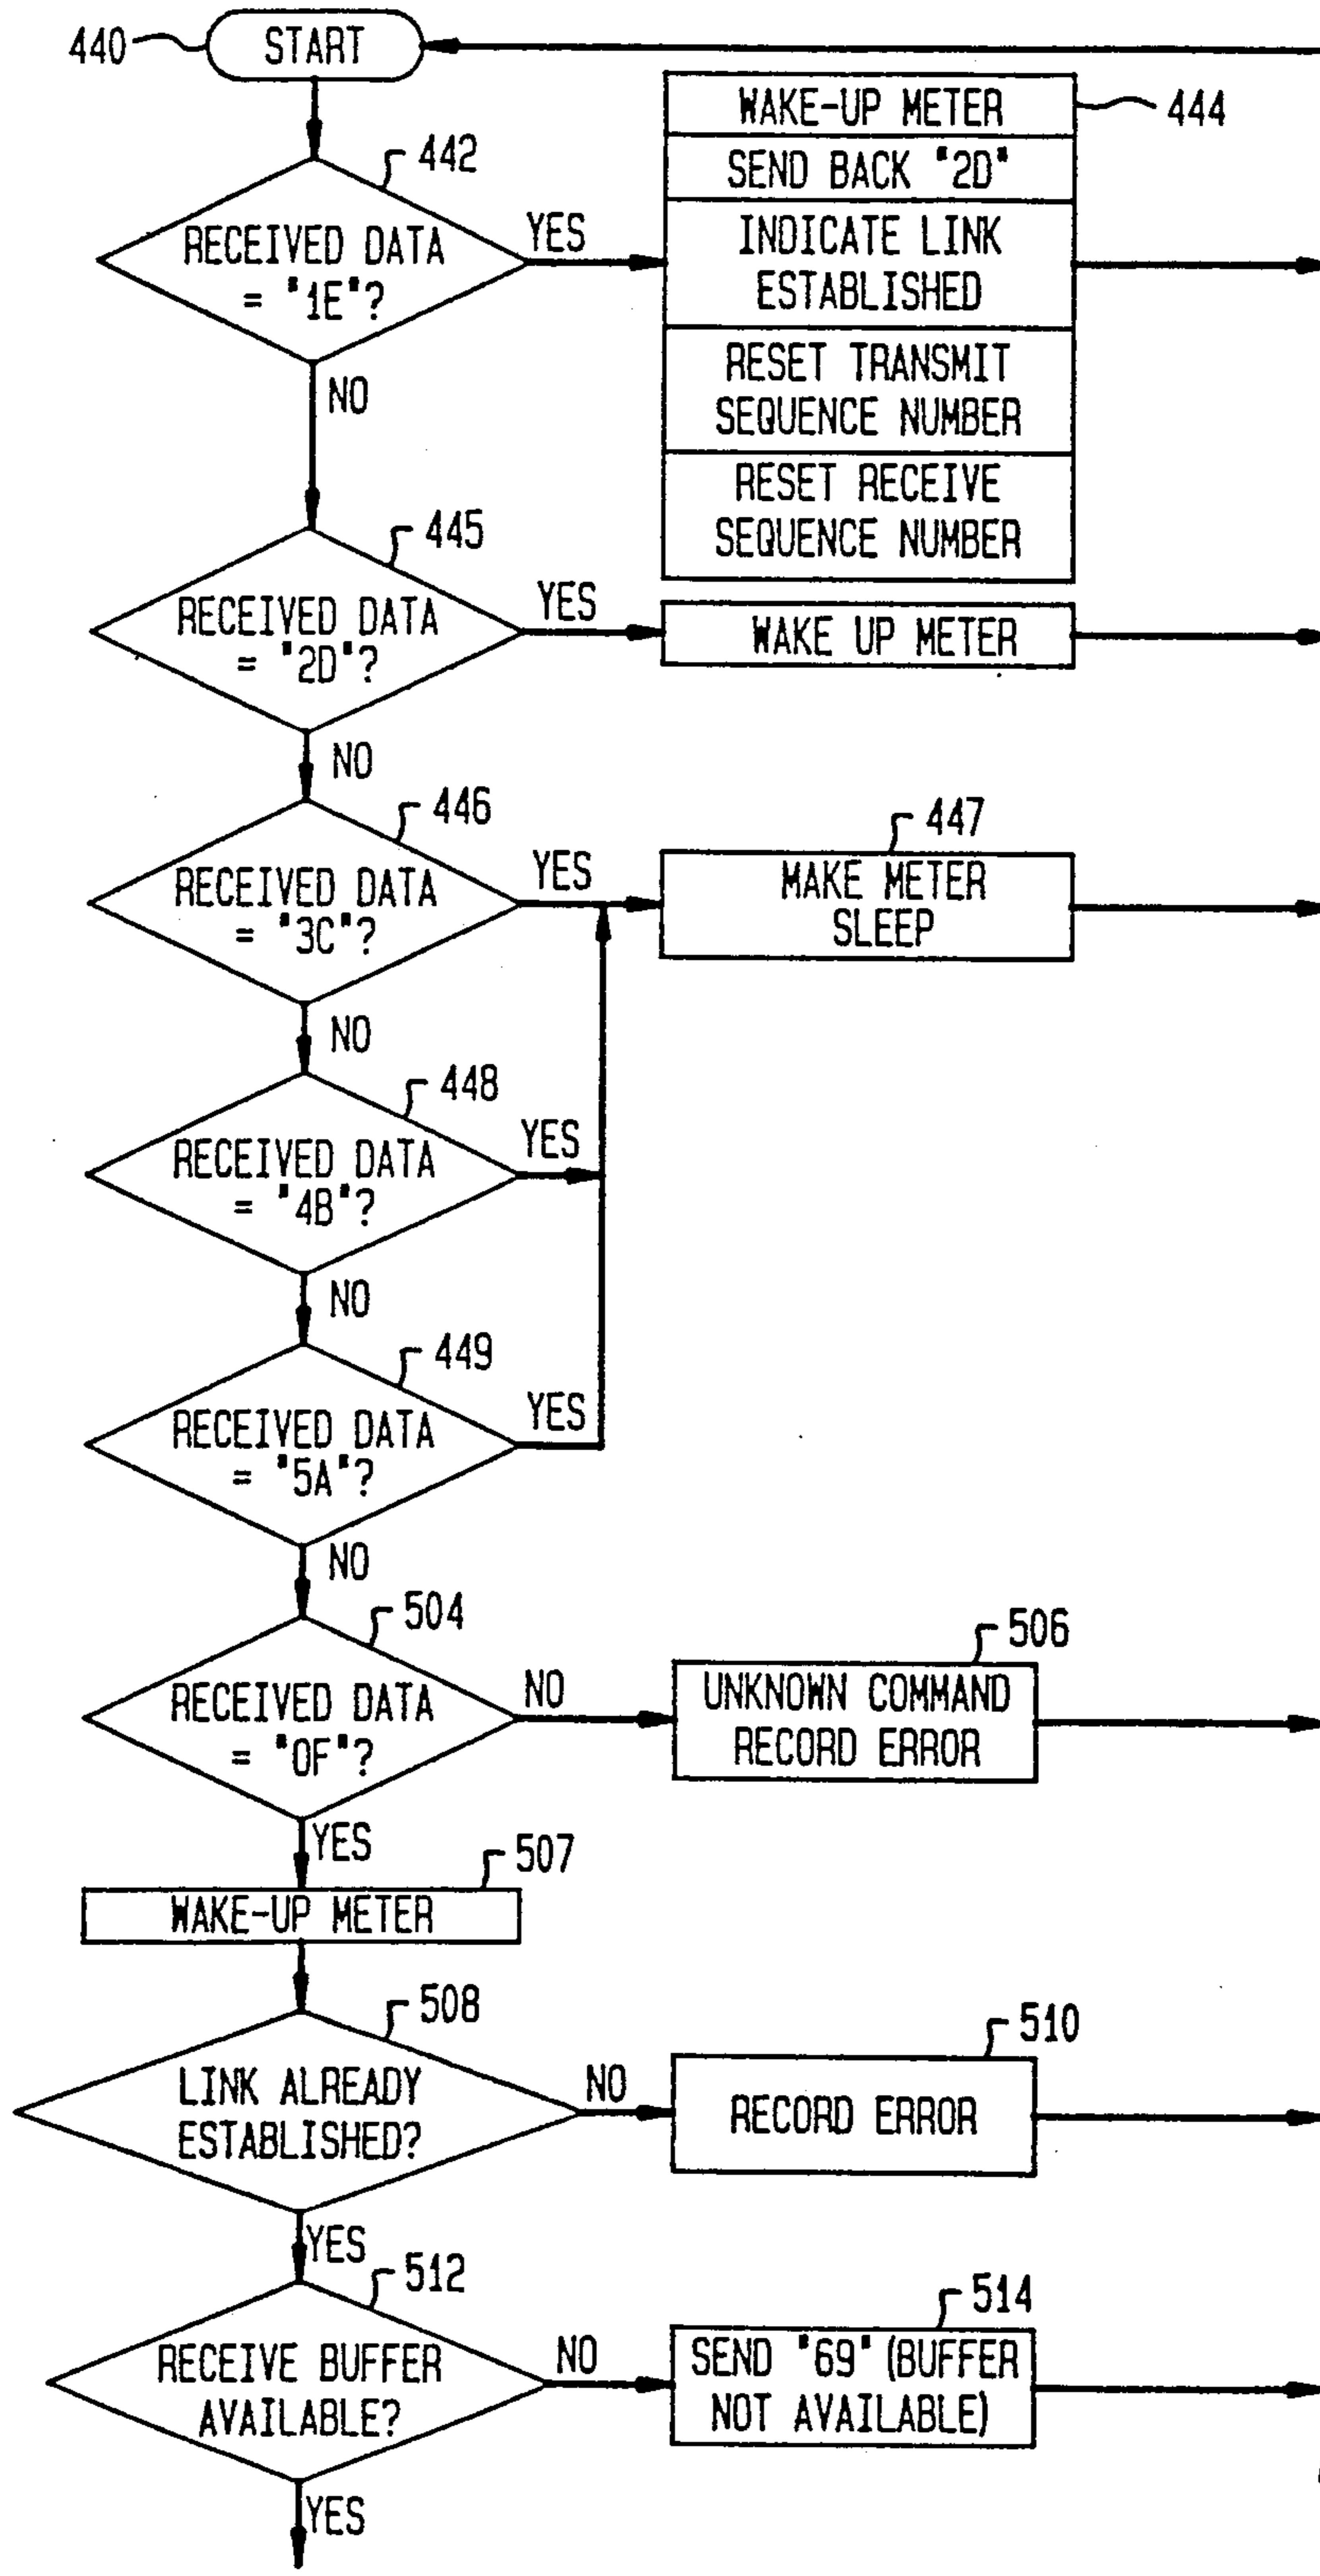 440
START
WAKE-UP METER
444
SEND BACK "2D"
INDICATE LINK
ESTABLISHED
RESET TRANSMIT
SEQUENCE NUMBER
RESET RECEIVE
SEQUENCE NUMBER
442
RECEIVED DATA
= "1E"?
YES
NO
445
RECEIVED DATA
= "2D"?
YES
WAKE UP METER
NO
446
RECEIVED DATA
= "3C"?
YES
447
MAKE METER
SLEEP
NO
448
RECEIVED DATA
= "4B"?
YES
NO
449
RECEIVED DATA
= "5A"?
YES
NO
504
RECEIVED DATA
= "0F"?
NO
506
UNKNOWN COMMAND
RECORD ERROR
YES
507
WAKE-UP METER
508
LINK ALREADY
ESTABLISHED?
NO
510
RECORD ERROR
YES
512
RECEIVE BUFFER
AVAILABLE?
NO
514
SEND "69" (BUFFER
NOT AVAILABLE)
YES